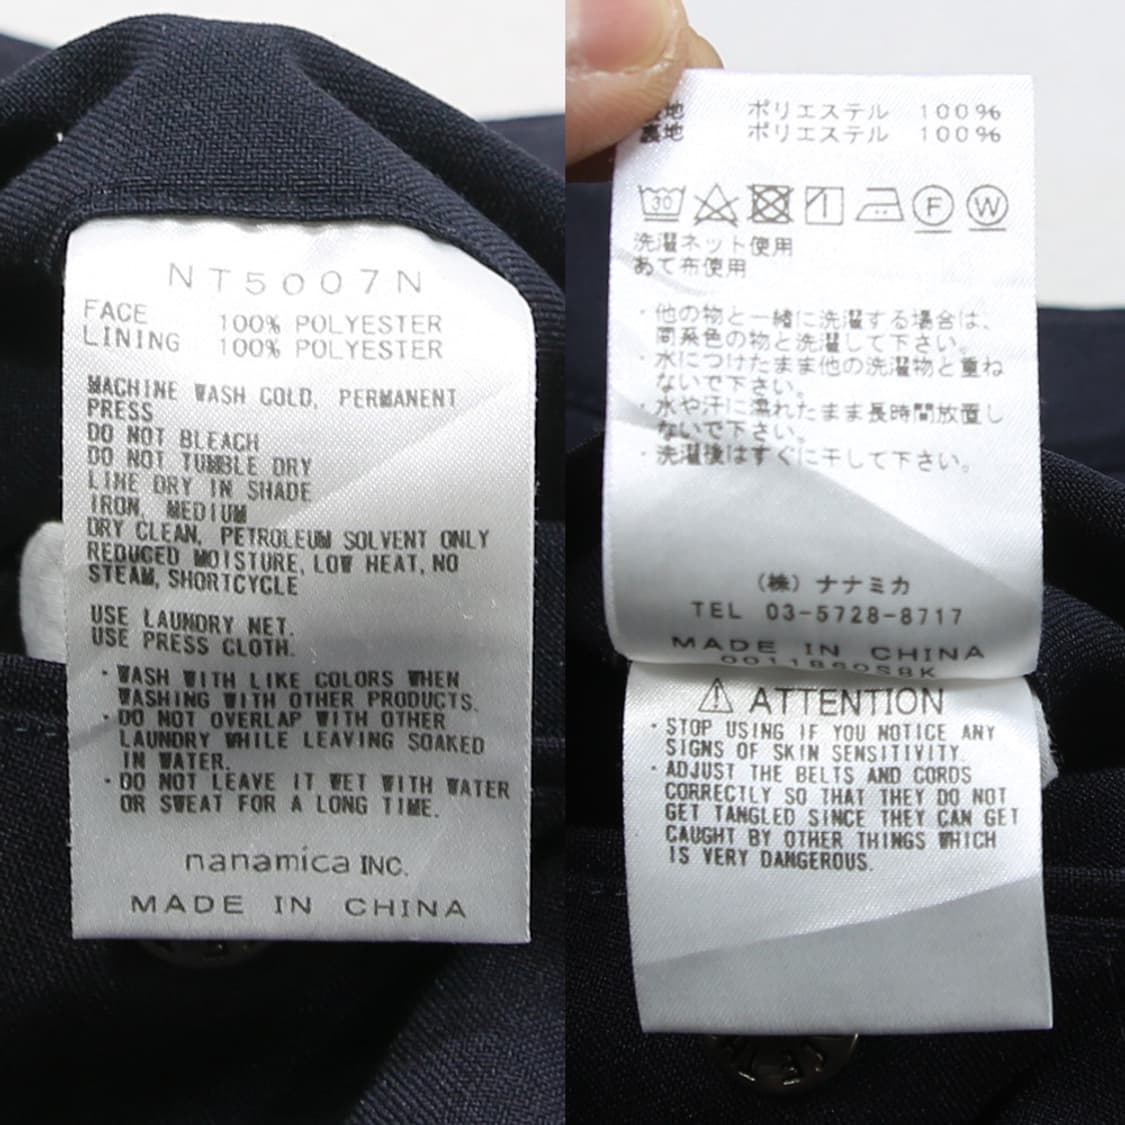 NT5007N
FACE 100% POLYESTER
LINING 100% POLYESTER
MACHINE WASH COLD, PERMANENT
PRESS
DO NOT BLEACH
DO NOT TUMBLE DRY
LINE DRY IN SHADE
IRON, MEDIUM
DRY CLEAN, PETROLEUM SOLVENT ONLY
REDUCED MOISTURE, LOW HEAT, NO
STEAM, SHORTCYCLE
USE LAUNDRY NET.
USE PRESS CLOTH.
・WASH WITH LIKE COLORS WHEN
WASHING WITH OTHER PRODUCTS.
・DO NOT OVERLAP WITH OTHER
LAUNDRY WHILE LEAVING SOAKED
IN WATER.
・DO NOT LEAVE IT WET WITH WATER
OR SWEAT FOR A LONG TIME.
nanamica INC.
MADE IN CHINA
地 ポリエステル 100%
裏地 ポリエステル 100%
30 F W
洗濯ネット使用
あて布使用
・他の物と一緒に洗濯する場合は、
同系色の物と洗濯して下さい。
・水につけたまま他の洗濯物と重ね
ないで下さい。
・水や汗に濡れたまま長時間放置し
ないで下さい。
・洗濯後はすぐに干して下さい。
(株) ナナミカ
TEL 03-5728-8717
MADE IN CHINA
⚠ ATTENTION
・STOP USING IF YOU NOTICE ANY
SIGNS OF SKIN SENSITIVITY.
・ADJUST THE BELTS AND CORDS
CORRECTLY SO THAT THEY DO NOT
GET TANGLED SINCE THEY CAN GET
CAUGHT BY OTHER THINGS WHICH
IS VERY DANGEROUS.